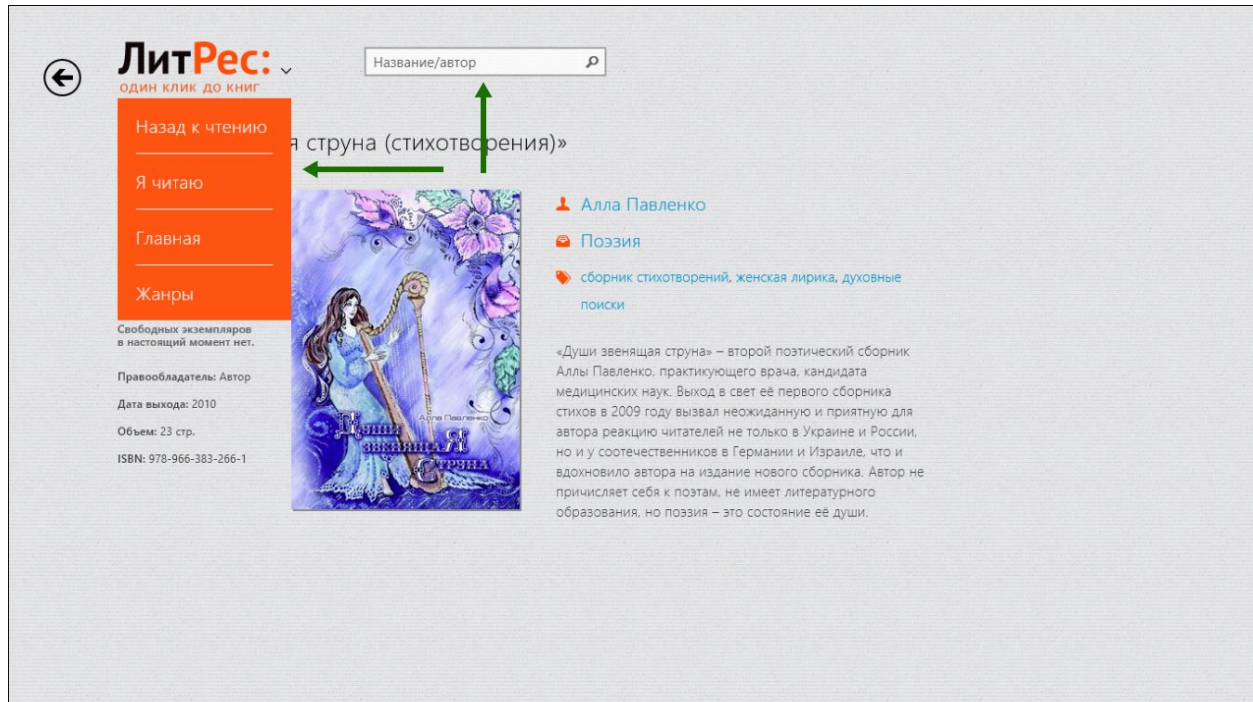 ЛитРес:
один клик до книг
Название/автор
Назад к чтению
я струна (стихотворения)»
Я читаю
Главная
Жанры
Свободных экземпляров
в настоящий момент нет.
Правообладатель: Автор
Дата выхода: 2010
Объем: 23 стр.
ISBN: 978-966-383-266-1
Алла Павленко
Души
звенящаЯ
Струна
Алла Павленко
Поэзия
сборник стихотворений, женская лирика, духовные
поиски
«Души звенящая струна» – второй поэтический сборник
Аллы Павленко, практикующего врача, кандидата
медицинских наук. Выход в свет её первого сборника
стихов в 2009 году вызвал неожиданную и приятную для
автора реакцию читателей не только в Украине и России,
но и у соотечественников в Германии и Израиле, что и
вдохновило автора на издание нового сборника. Автор не
причисляет себя к поэтам, не имеет литературного
образования, но поэзия – это состояние её души.